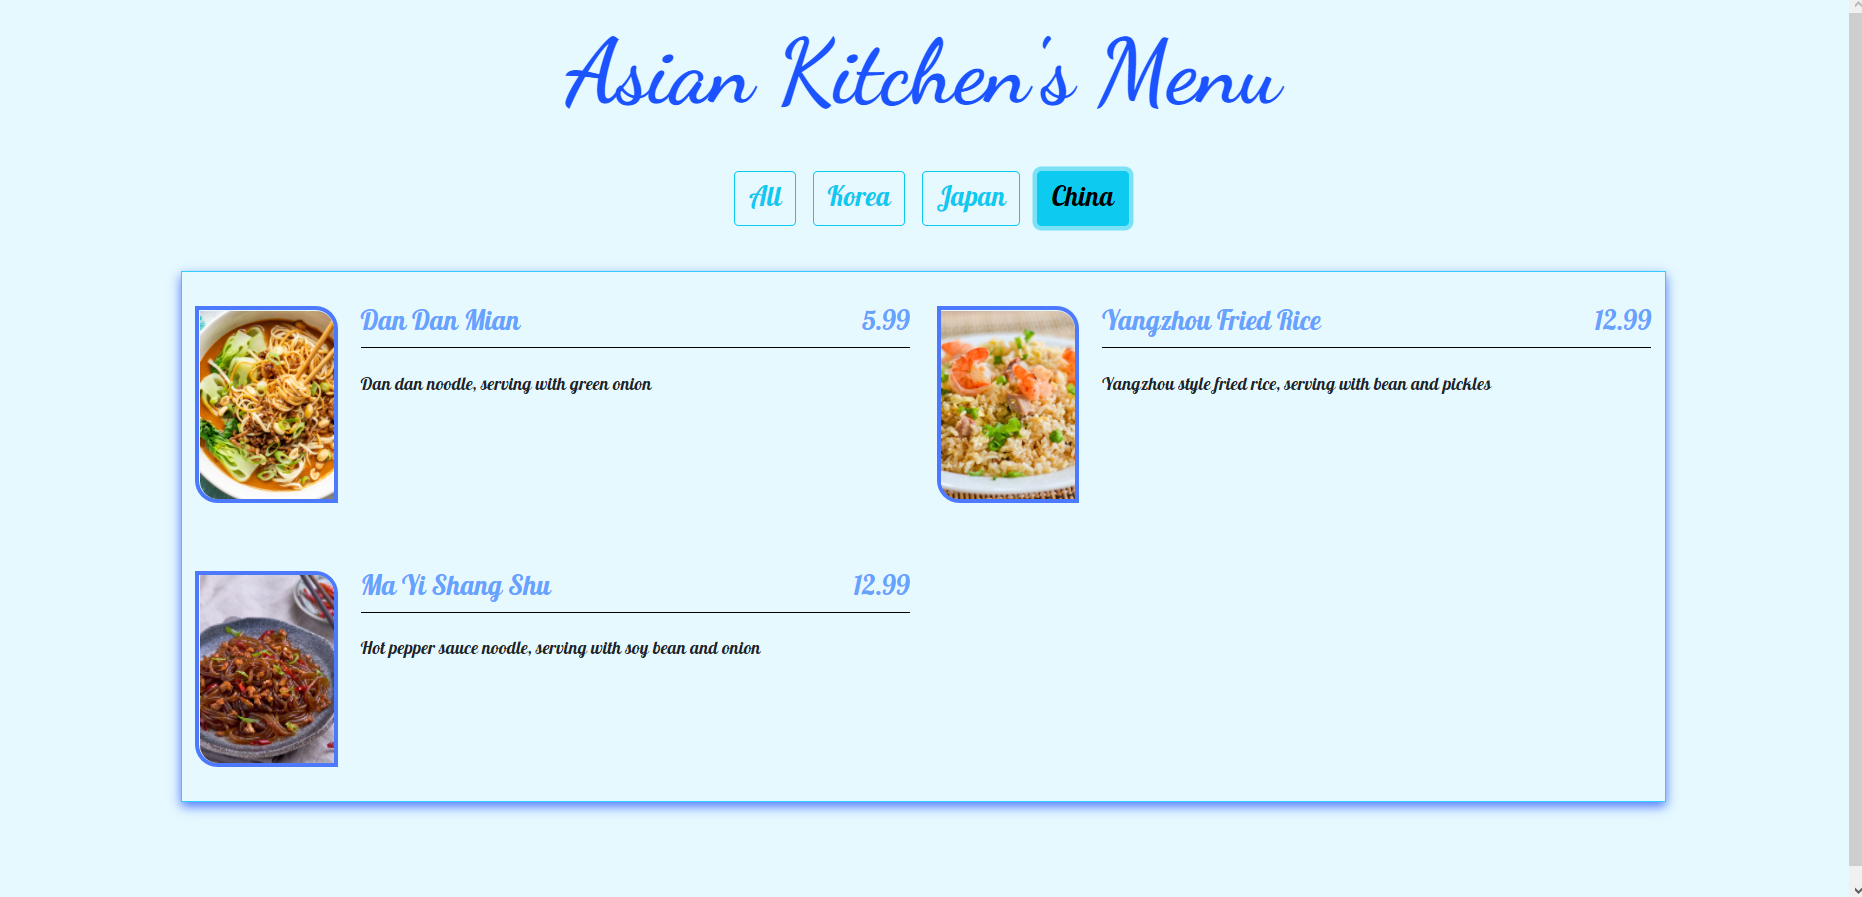 Asian Kitchen's Menu
All Korea Japan China
Dan Dan Mian 5.99
Dan dan noodle, serving with green onion
Yangzhou Fried Rice 12.99
Yangzhou style fried rice, serving with bean and pickles
Ma Yi Shang Shu 12.99
Hot pepper sauce noodle, serving with soy bean and onion